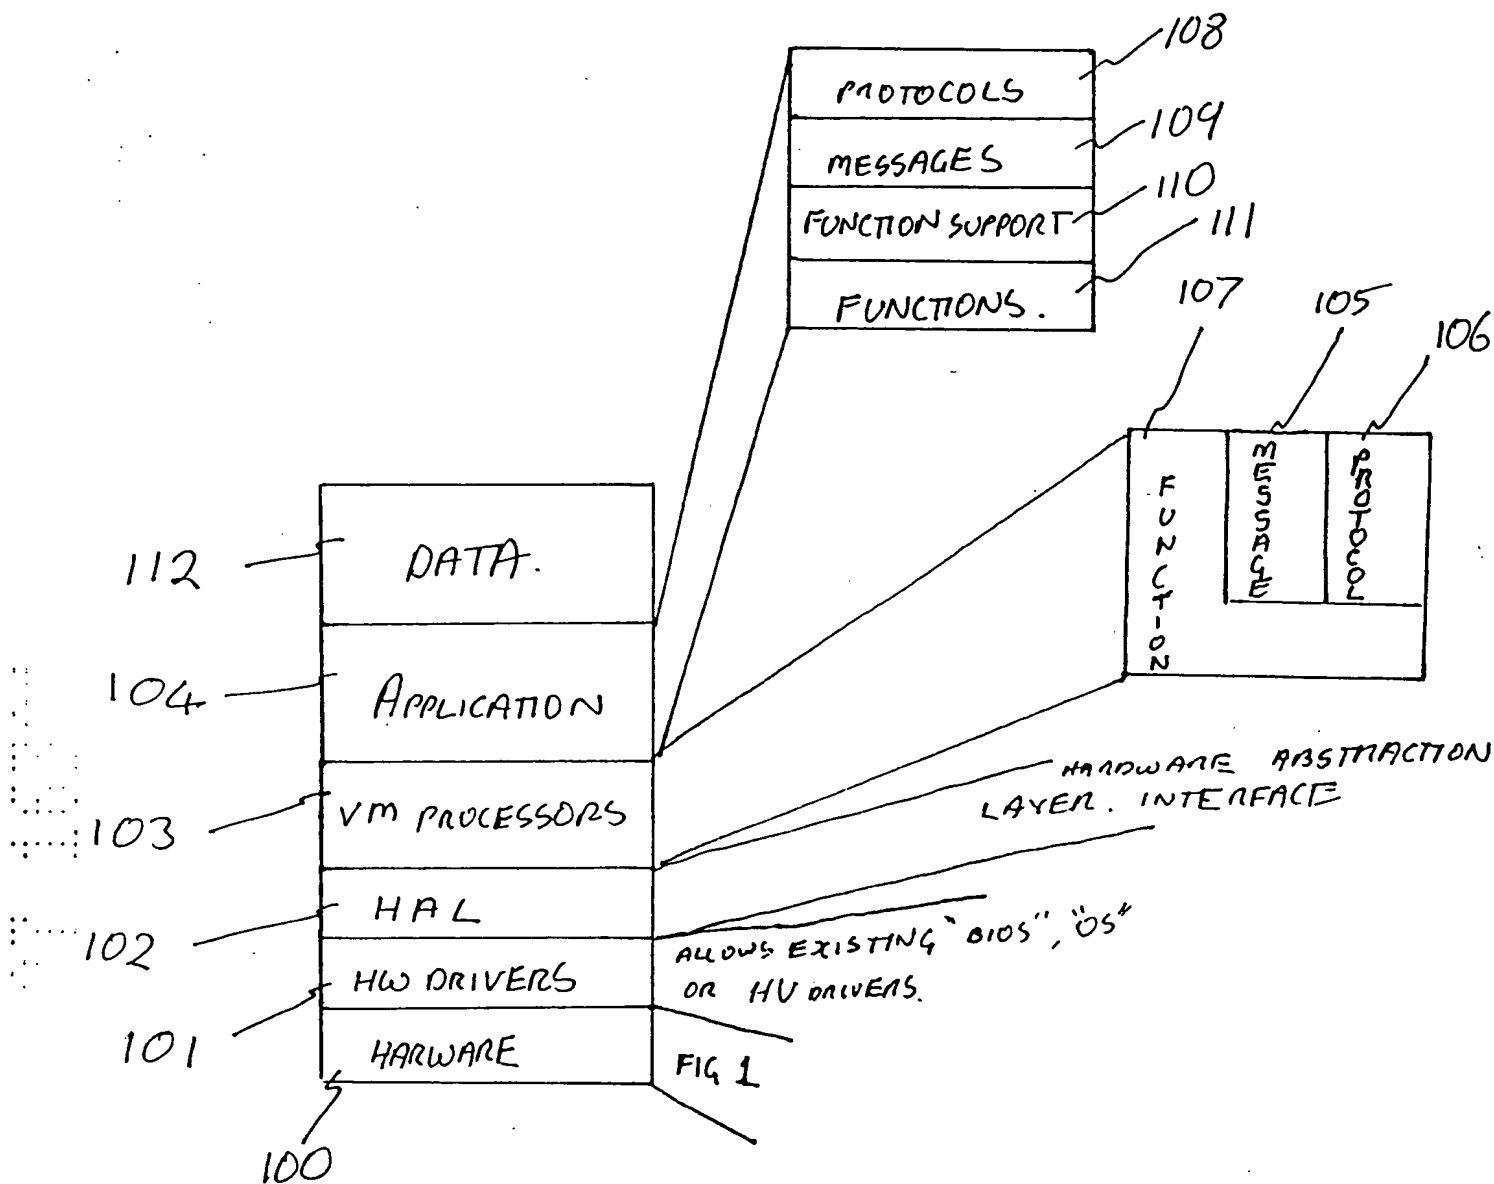 108
PROTOCOLS
109
MESSAGES
110
FUNCTION SUPPORT
111
FUNCTIONS.
107
105
106
FUNCTION
MESSAGE
PROTOCOL
112
DATA.
104
APPLICATION
103
VM PROCESSORS
HARDWARE ABSTRACTION
LAYER. INTERFACE
102
HAL
ALLOWS EXISTING "BIOS", "OS"
OR HW DRIVERS.
101
HW DRIVERS
HARWARE
FIG 1
100